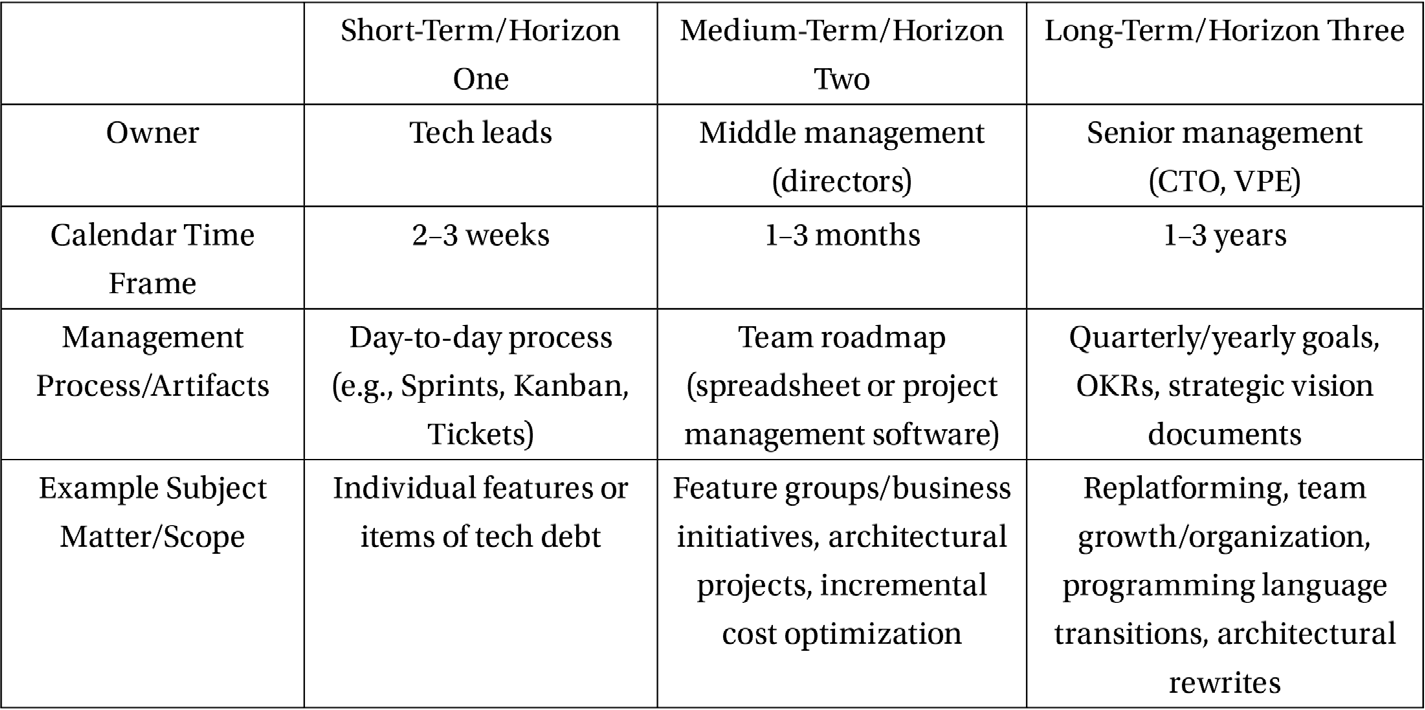 Short-Term/Horizon
One
Medium-Term/Horizon
Two
Long-Term/Horizon Three
Owner
Tech leads
Middle management
(directors)
Senior management
(CTO, VPE)
Calendar Time
Frame
2–3 weeks
1–3 months
1–3 years
Management
Process/Artifacts
Day-to-day process
(e.g., Sprints, Kanban,
Tickets)
Team roadmap
(spreadsheet or project
management software)
Quarterly/yearly goals,
OKRs, strategic vision
documents
Example Subject
Matter/Scope
Individual features or
items of tech debt
Feature groups/business
initiatives, architectural
projects, incremental
cost optimization
Replatforming, team
growth/organization,
programming language
transitions, architectural
rewrites